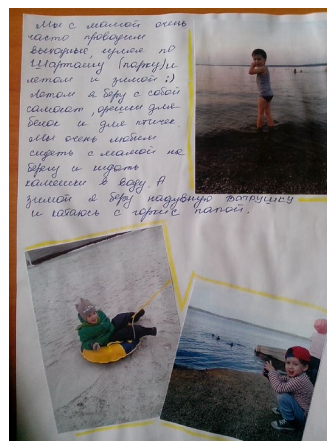 Мы с мамой очень
часто проводим
выходные, гуляя по
Шарташу (парку) и
летом и зимой :)
Летом я беру с собой
самокат, орешки для
белок и для птичек
Мы очень любим
сидеть с мамой на
берегу и кидать
камешки в воду. А
зимой я беру надувную ватрушку
и катаюсь с горки с папой.